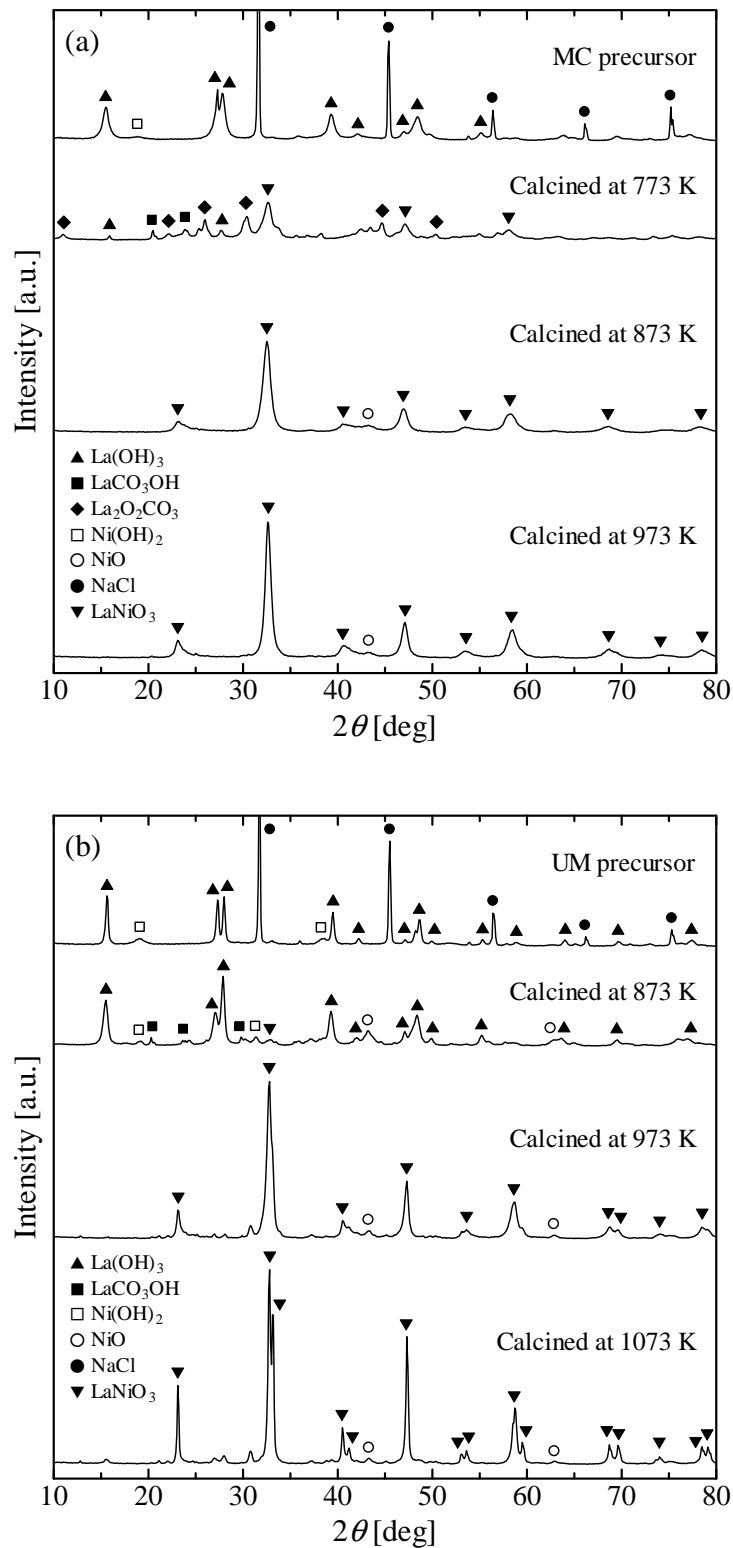 (a)
MC precursor
Calcined at 773 K
Calcined at 873 K
Calcined at 973 K
La(OH)3
LaCO3OH
La2O2CO3
Ni(OH)2
NiO
NaCl
LaNiO3
Intensity [a.u.]
10 20 30 40 50 60 70 80
2θ [deg]
(b)
UM precursor
Calcined at 873 K
Calcined at 973 K
Calcined at 1073 K
La(OH)3
LaCO3OH
Ni(OH)2
NiO
NaCl
LaNiO3
Intensity [a.u.]
10 20 30 40 50 60 70 80
2θ [deg]